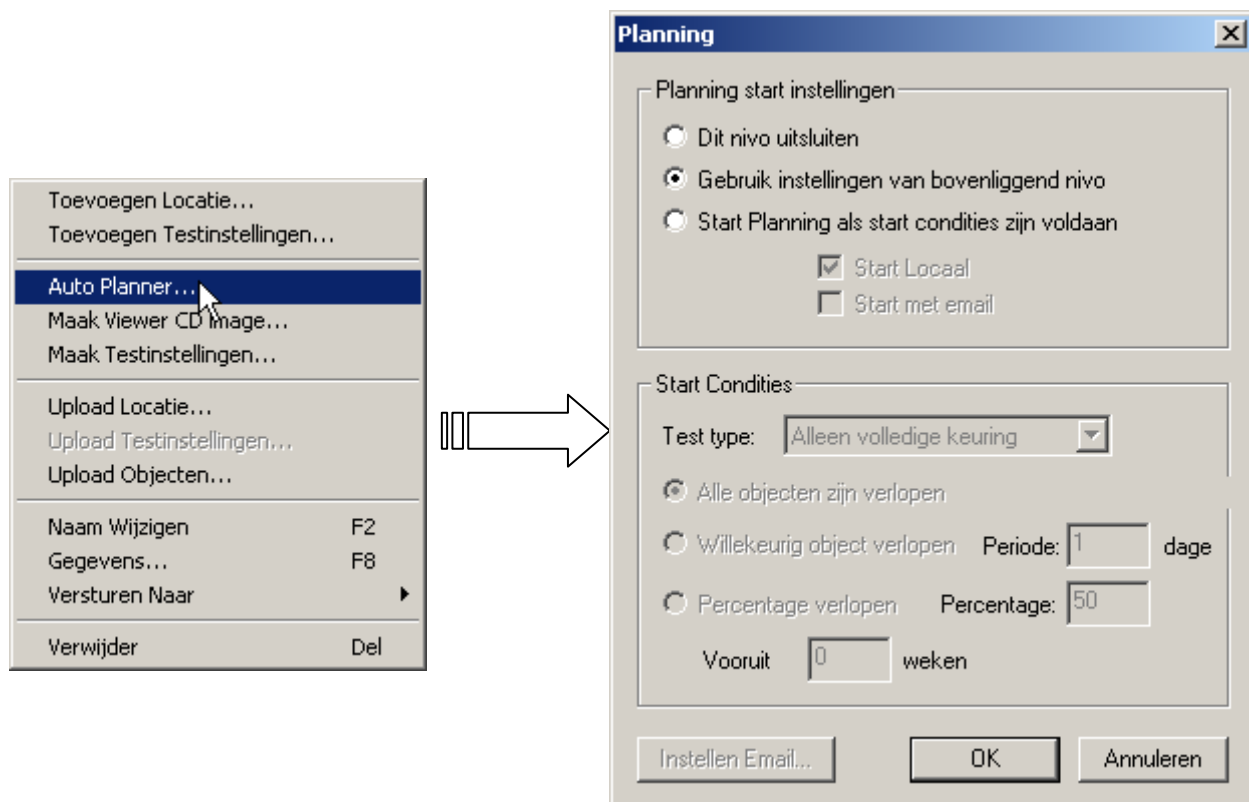 Toevoegen Locatie...
Toevoegen Testinstellingen...
Auto Planner...
Maak Viewer CD Image...
Maak Testinstellingen...
Upload Locatie...
Upload Testinstellingen...
Upload Objecten...
Naam Wijzigen F2
Gegevens... F8
Versturen Naar
Verwijder Del
Planning
Planning start instellingen
Dit nivo uitsluiten
Gebruik instellingen van bovenliggend nivo
Start Planning als start condities zijn voldaan
Start Locaal
Start met email
Start Condities
Test type: Alleen volledige keuring
Alle objecten zijn verlopen
Willekeurig object verlopen Periode: 1 dage
Percentage verlopen Percentage: 50
Vooruit 0 weken
Instellen Email... OK Annuleren